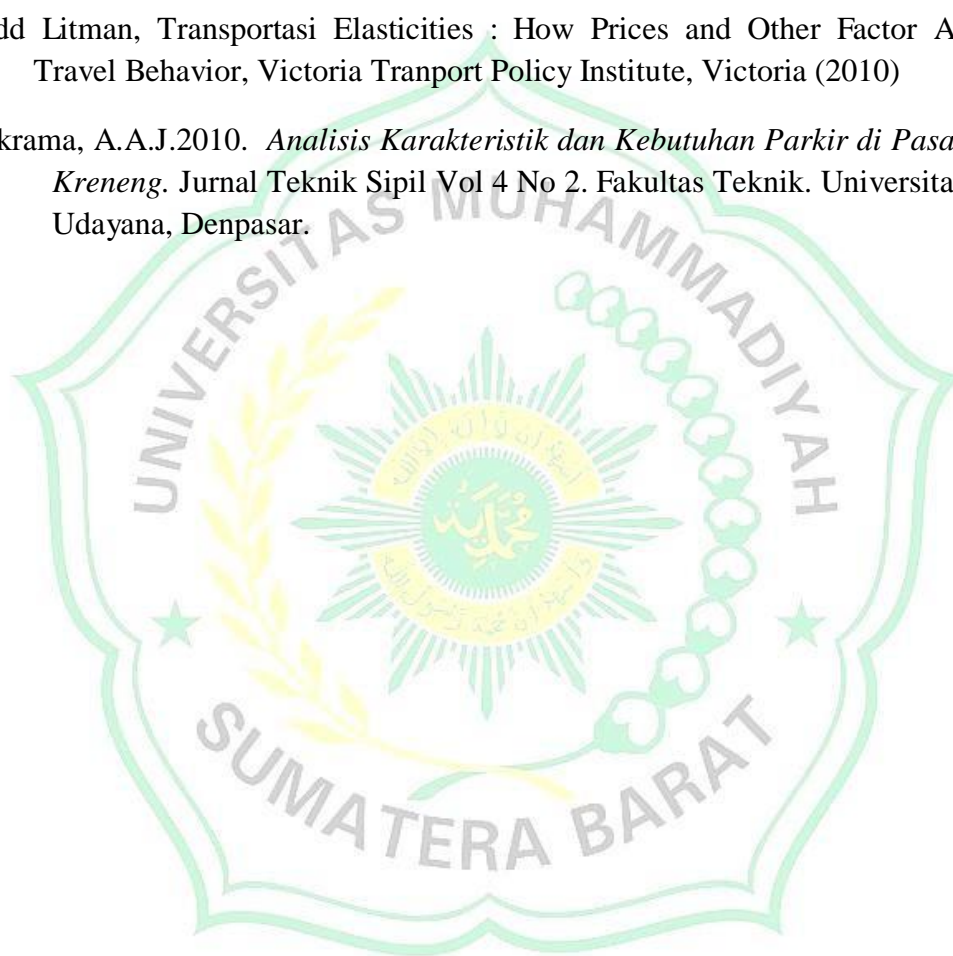 dd Litman, Transportasi Elasticities : How Prices and Other Factor A
Travel Behavior, Victoria Tranport Policy Institute, Victoria (2010)
krama, A.A.J.2010. Analisis Karakteristik dan Kebutuhan Parkir di Pasa
Kreneng. Jurnal Teknik Sipil Vol 4 No 2. Fakultas Teknik. Universita
Udayana, Denpasar.
UNIVERSITAS MUHAMMADIYAH
SUMATERA BARAT